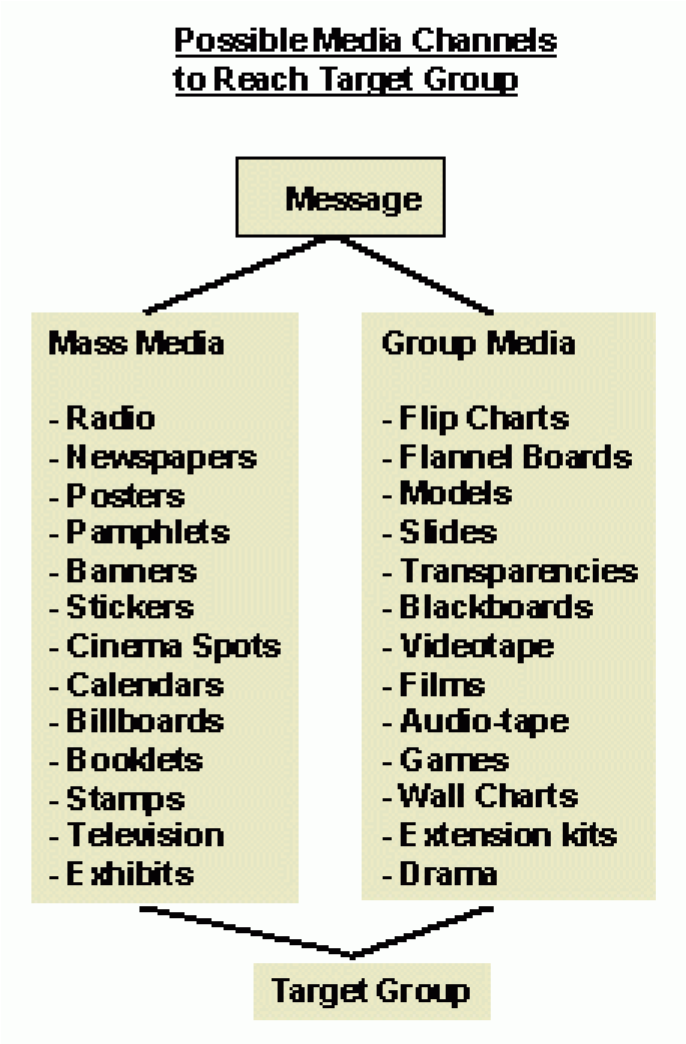 Possible Media Channels
to Reach Target Group
Message
Mass Media
- Radio
- Newspapers
- Posters
- Pamphlets
- Banners
- Stickers
- Cinema Spots
- Calendars
- Billboards
- Booklets
- Stamps
- Television
- Exhibits
Group Media
- Flip Charts
- Flannel Boards
- Models
- Slides
- Transparencies
- Blackboards
- Videotape
- Films
- Audio-tape
- Games
- Wall Charts
- Extension kits
- Drama
Target Group